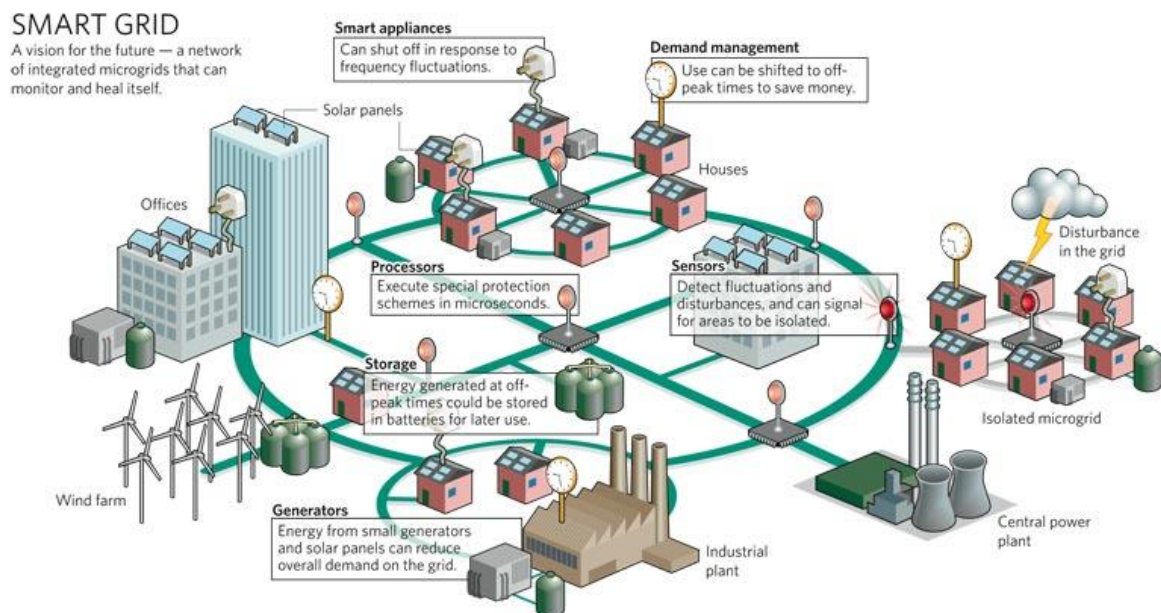 SMART GRID
A vision for the future — a network
of integrated microgrids that can
monitor and heal itself.
Smart appliances
Can shut off in response to
frequency fluctuations.
Demand management
Use can be shifted to off-
peak times to save money.
Solar panels
Houses
Offices
Disturbance
in the grid
Processors
Execute special protection
schemes in microseconds.
Sensors
Detect fluctuations and
disturbances, and can signal
for areas to be isolated.
Storage
Energy generated at off-
peak times could be stored
in batteries for later use.
Isolated microgrid
Wind farm
Generators
Energy from small generators
and solar panels can reduce
overall demand on the grid.
Industrial
plant
Central power
plant